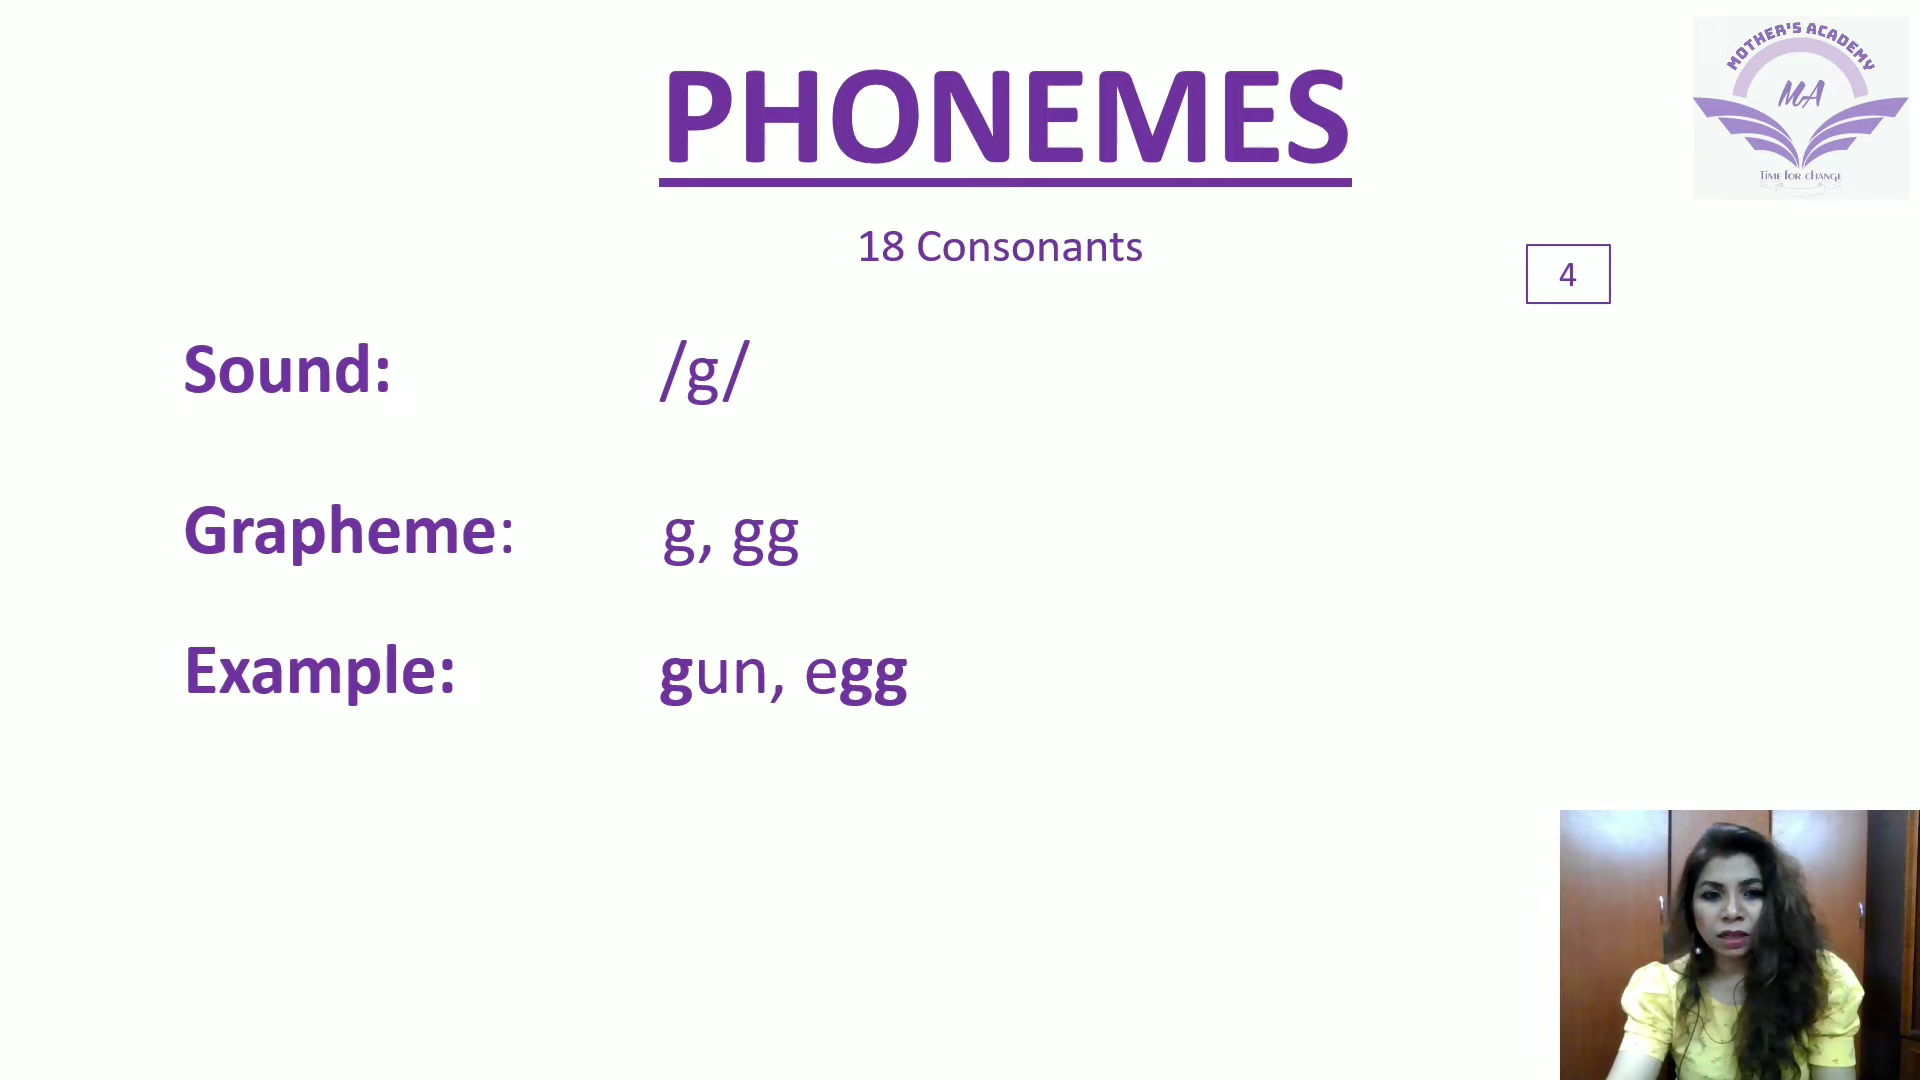 MOTHER'S ACADEMY
MA
Time for change
PHONEMES
18 Consonants
4
Sound: /g/
Grapheme: g, gg
Example: gun, egg